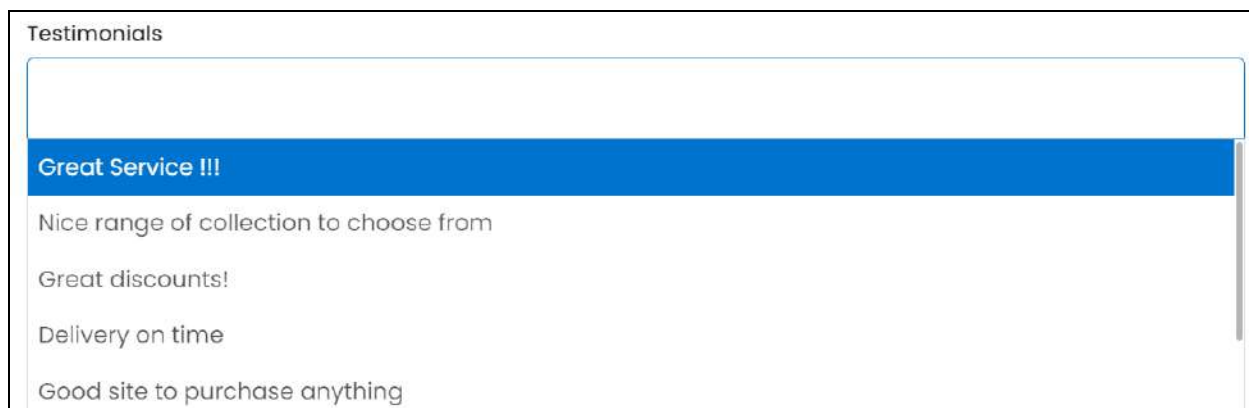 Testimonials
Great Service !!!
Nice range of collection to choose from
Great discounts!
Delivery on time
Good site to purchase anything